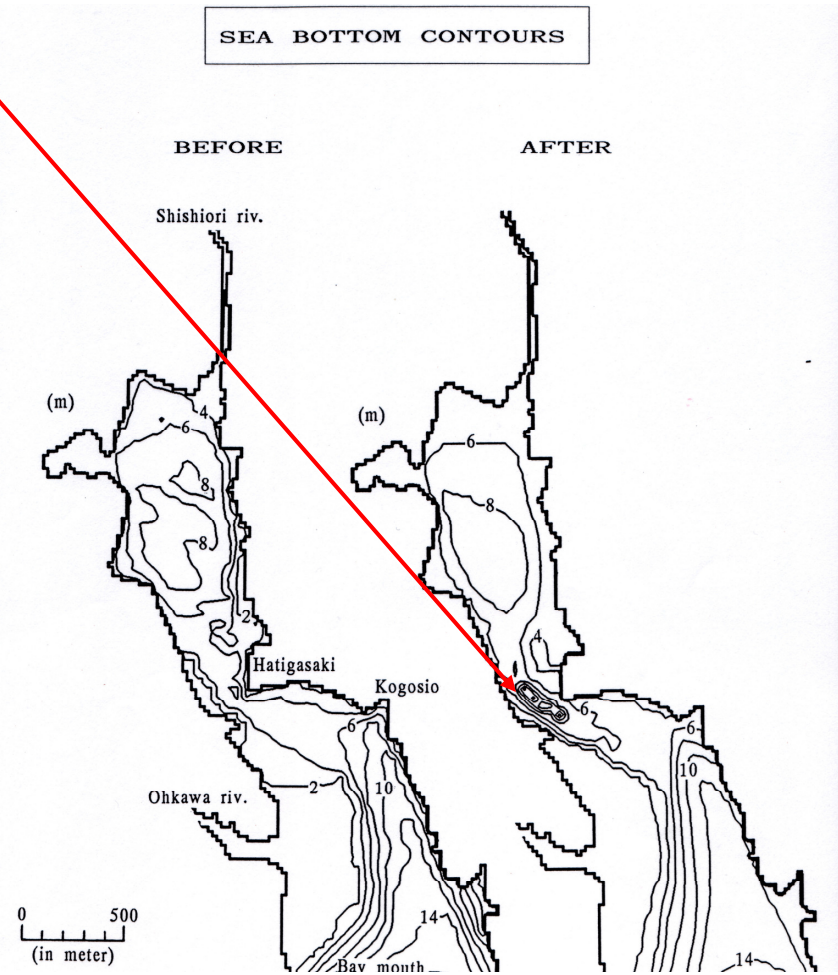 SEA BOTTOM CONTOURS
BEFORE
AFTER
Shishiori riv.
(m)
4
6
8
8
2
Hatigasaki
Kogosio
6
10
2
Ohkawa riv.
14
Bay mouth
0 500
(in meter)
(m)
6
8
4
6
6
10
14